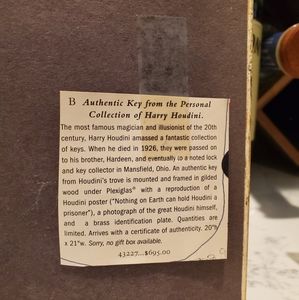 B Authentic Key from the Personal
Collection of Harry Houdini.
The most famous magician and illusionist of the 20th
century, Harry Houdini amassed a fantastic collection
of keys. When he died in 1926, they were passed on
to his brother, Hardeen, and eventually to a noted lock
and key collector in Mansfield, Ohio. An authentic key
from Houdini's trove is mounted and framed in gilded
wood under Plexiglas® with a reproduction of a
Houdini poster ("Nothing on Earth can hold Houdini a
prisoner"), a photograph of the great Houdini himself,
and a brass identification plate. Quantities are
limited. Arrives with a certificate of authenticity. 20"h
x 21"w. Sorry, no gift box available.
43227...$695.00